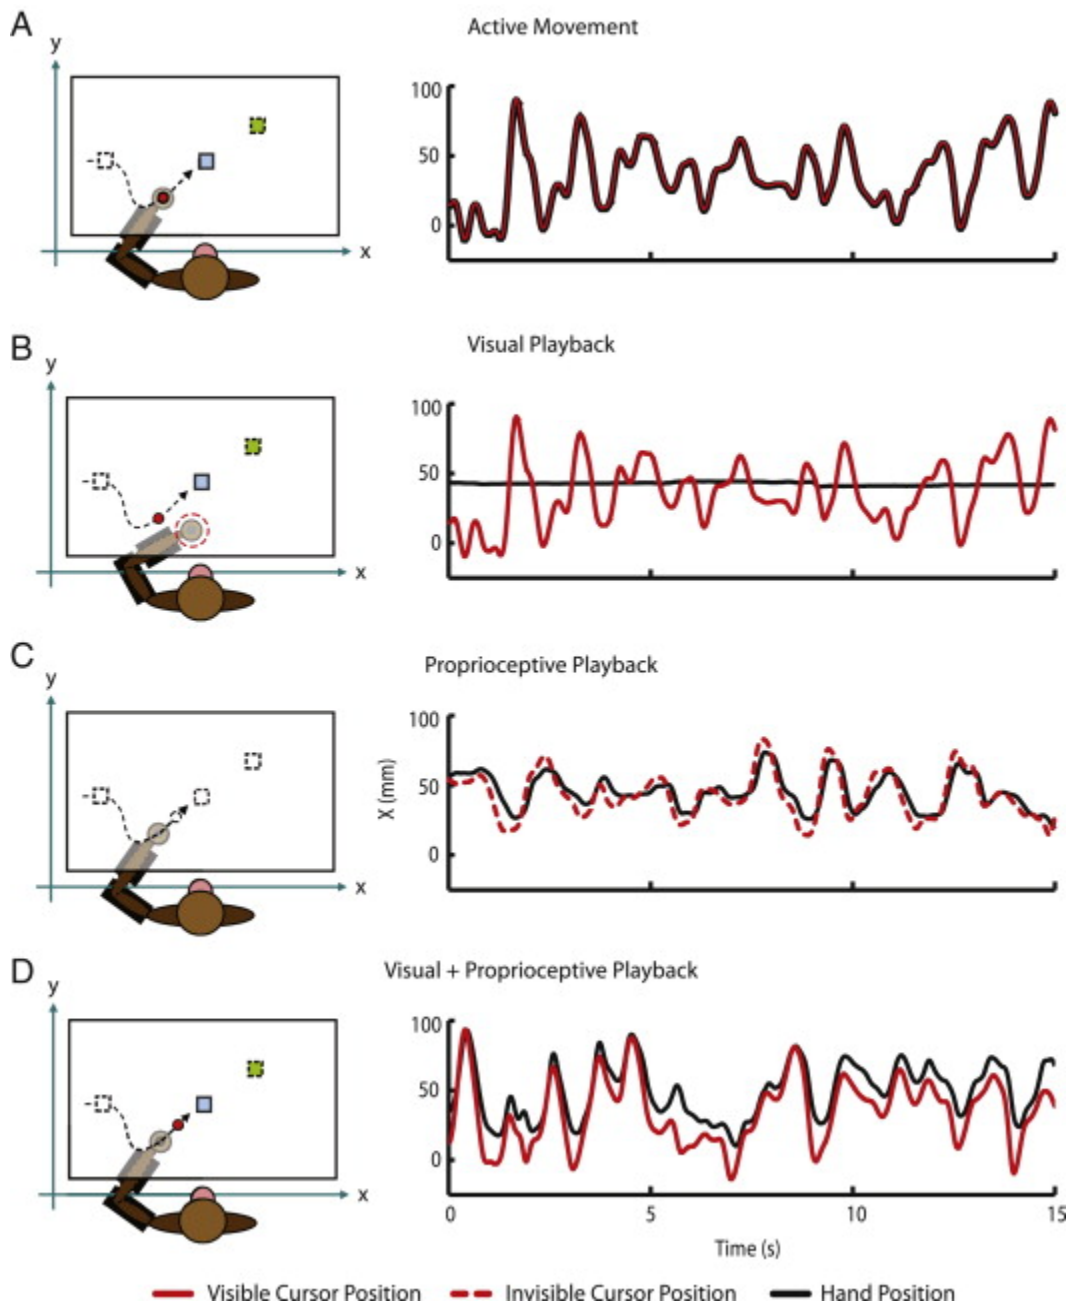 A
Active Movement
y
x
100
50
0
B
Visual Playback
y
x
100
50
0
C
Proprioceptive Playback
y
x
X (mm)
100
50
0
D
Visual + Proprioceptive Playback
y
x
100
50
0
0 5 10 15
Time (s)
Visible Cursor Position Invisible Cursor Position Hand Position